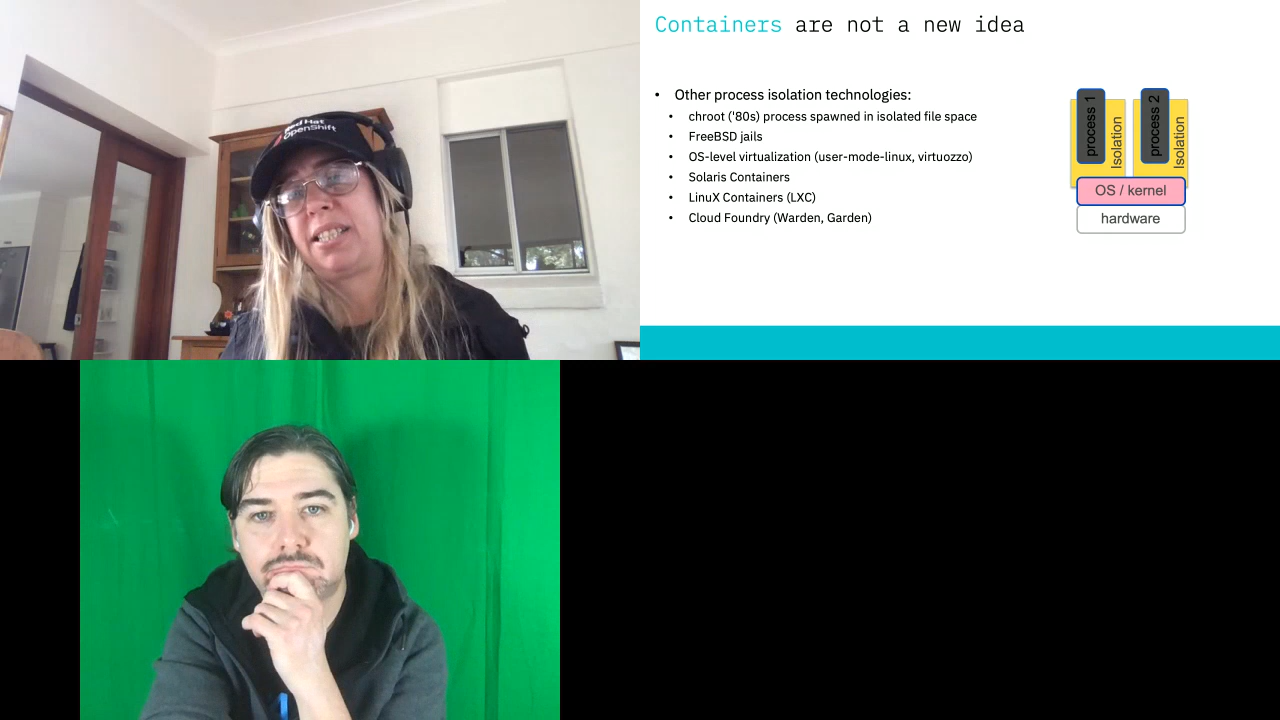 Red Hat
OpenShift
Containers are not a new idea
• Other process isolation technologies:
• chroot ('80s) process spawned in isolated file space
• FreeBSD jails
• OS-level virtualization (user-mode-linux, virtuozzo)
• Solaris Containers
• LinuX Containers (LXC)
• Cloud Foundry (Warden, Garden)
process 1
Isolation
process 2
Isolation
OS / kernel
hardware